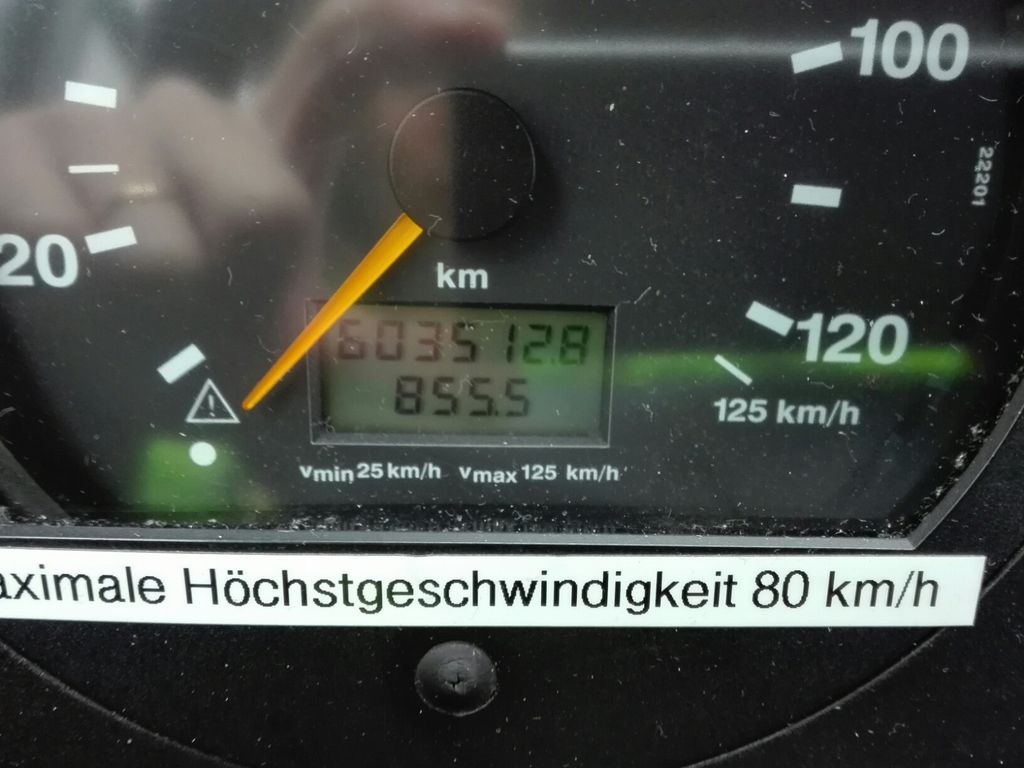 100
22201
20
km
603512.8
120
855.5
125 km/h
vmin 25 km/h vmax 125 km/h
aximale Höchstgeschwindigkeit 80 km/h